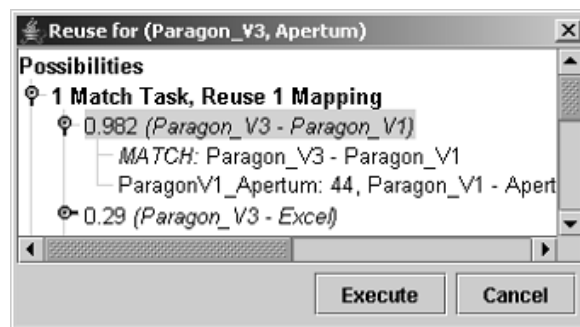 Reuse for (Paragon_V3, Apertum)
Possibilities
1 Match Task, Reuse 1 Mapping
0.982 (Paragon_V3 - Paragon_V1)
MATCH: Paragon_V3 - Paragon_V1
ParagonV1_Apertum: 44, Paragon_V1 - Apert
0.29 (Paragon_V3 - Excel)
Execute Cancel